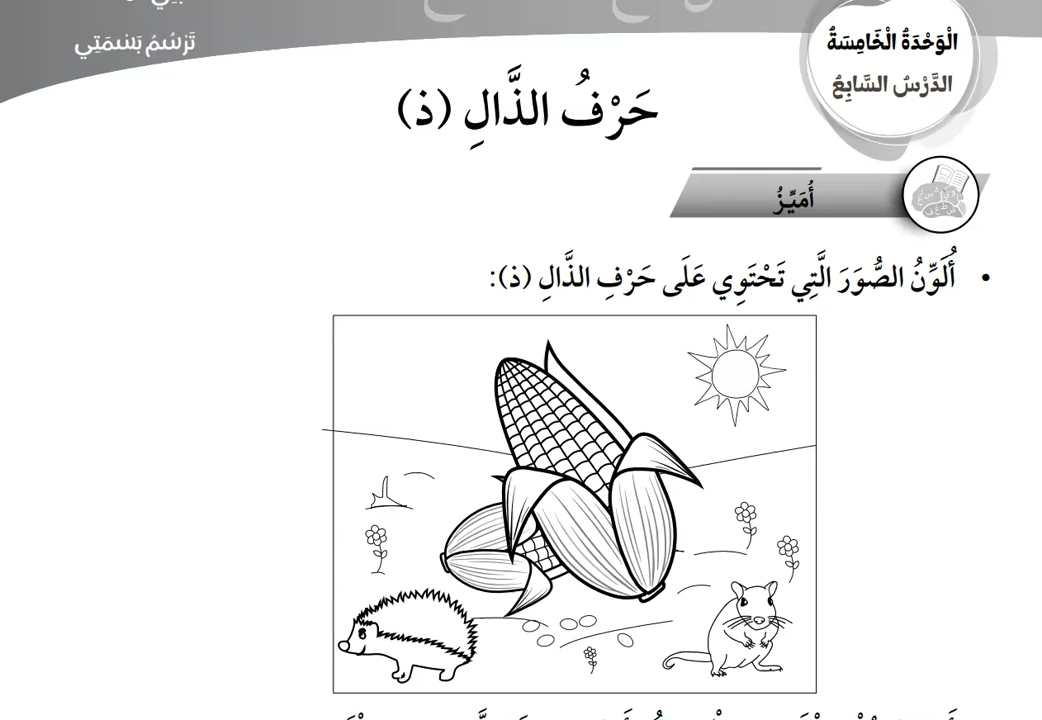 تَرْسُمُ بَسْمَتِي
الْوَحْدَةُ الْخَامِسَةُ
الدَّرْسُ السَّابِعُ
حَرْفُ الذَّالِ (ذ)
أُمَيِّزُ
• أُلَوِّنُ الصُّوَرَ الَّتِي تَحْتَوِي عَلَى حَرْفِ الذَّالِ (ذ):